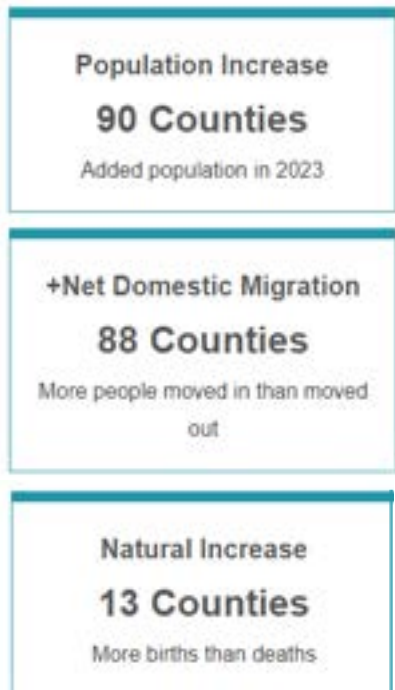 Population Increase
90 Counties
Added population in 2023
+Net Domestic Migration
88 Counties
More people moved in than moved
out
Natural Increase
13 Counties
More births than deaths